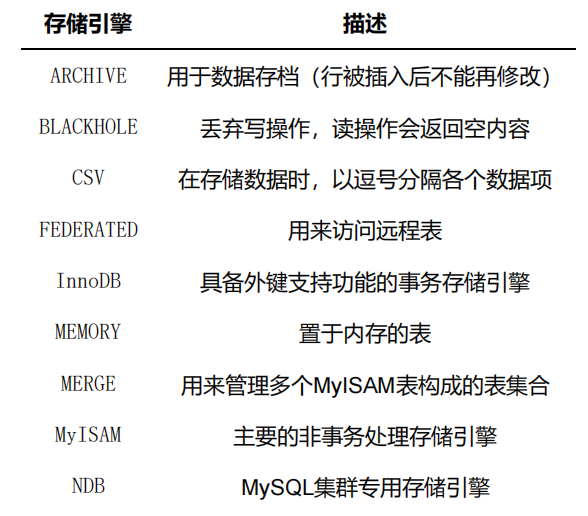 存储引擎 描述
ARCHIVE 用于数据存档（行被插入后不能再修改）
BLACKHOLE 丢弃写操作，读操作会返回空内容
CSV 在存储数据时，以逗号分隔各个数据项
FEDERATED 用来访问远程表
InnoDB 具备外键支持功能的事务存储引擎
MEMORY 置于内存的表
MERGE 用来管理多个MyISAM表构成的表集合
MyISAM 主要的非事务处理存储引擎
NDB MySQL集群专用存储引擎